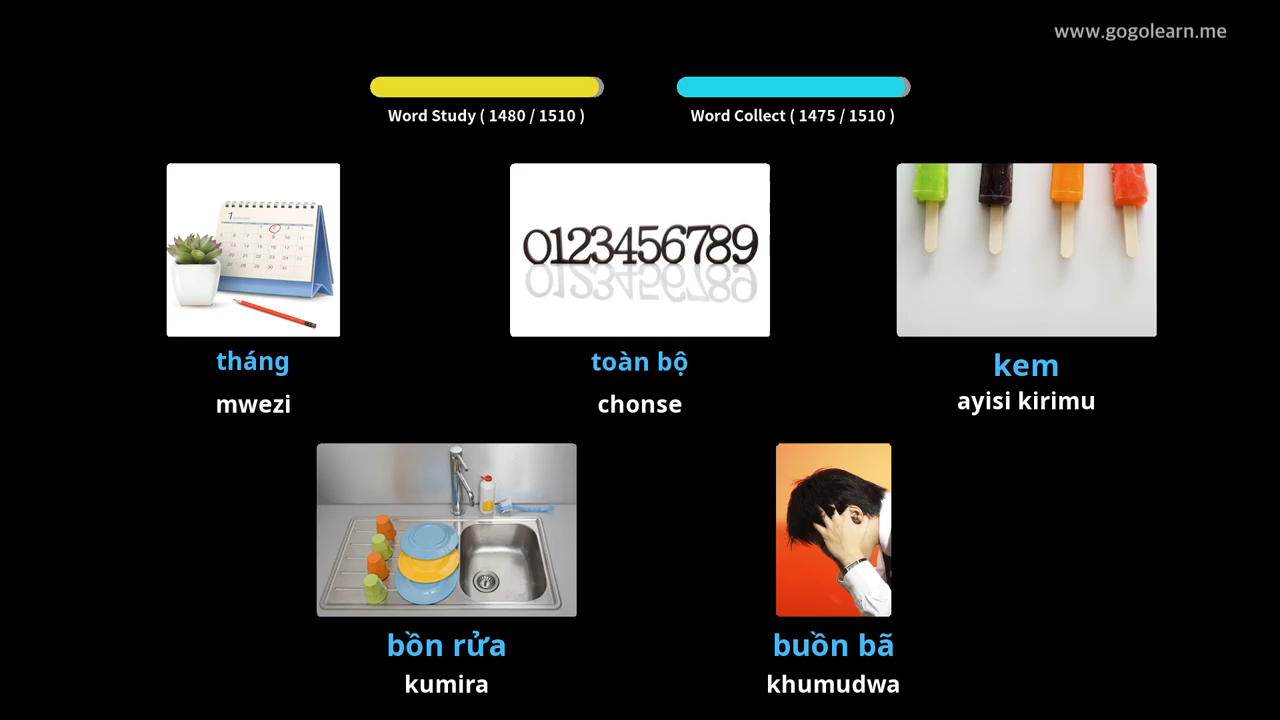 www.gogolearn.me
Word Study ( 1480 / 1510 )
Word Collect ( 1475 / 1510 )
0123456789
tháng
mwezi
toàn bộ
chonse
kem
ayisi kirimu
bồn rửa
kumira
buồn bã
khumudwa